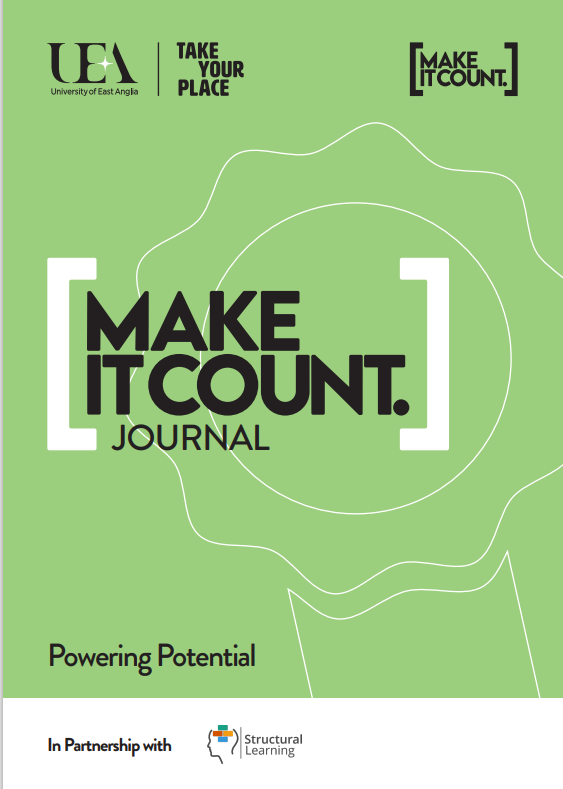 UEA
University of East Anglia
TAKE
YOUR
PLACE
[MAKE
IT COUNT.]
[MAKE
IT COUNT.]
JOURNAL
Powering Potential
In Partnership with
Structural
Learning